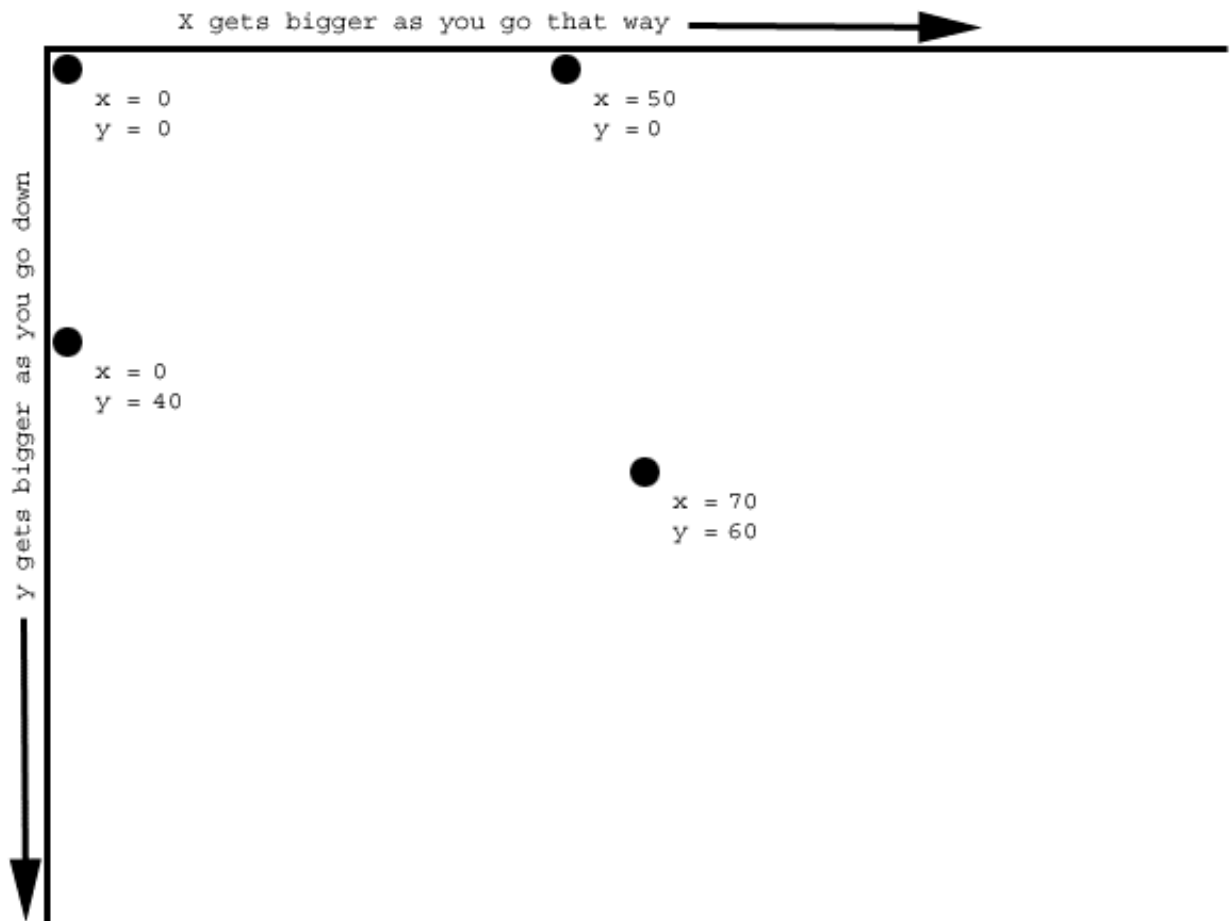 X gets bigger as you go that way
x = 0
y = 0
x = 50
y = 0
y gets bigger as you go down
x = 0
y = 40
x = 70
y = 60